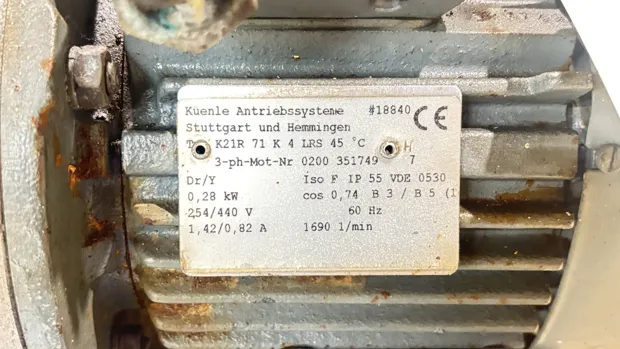 Kuenle Antriebssysteme #18840 CE
Stuttgart und Hemmingen
K21R 71 K 4 LRS 45 °C H
3-ph-Mot-Nr 0200 351749 7
Dr/Y Iso F IP 55 VDE 0530
0,28 kW cos 0,74 B 3 / B 5 (1
254/440 V 60 Hz
1,42/0,82 A 1690 1/min